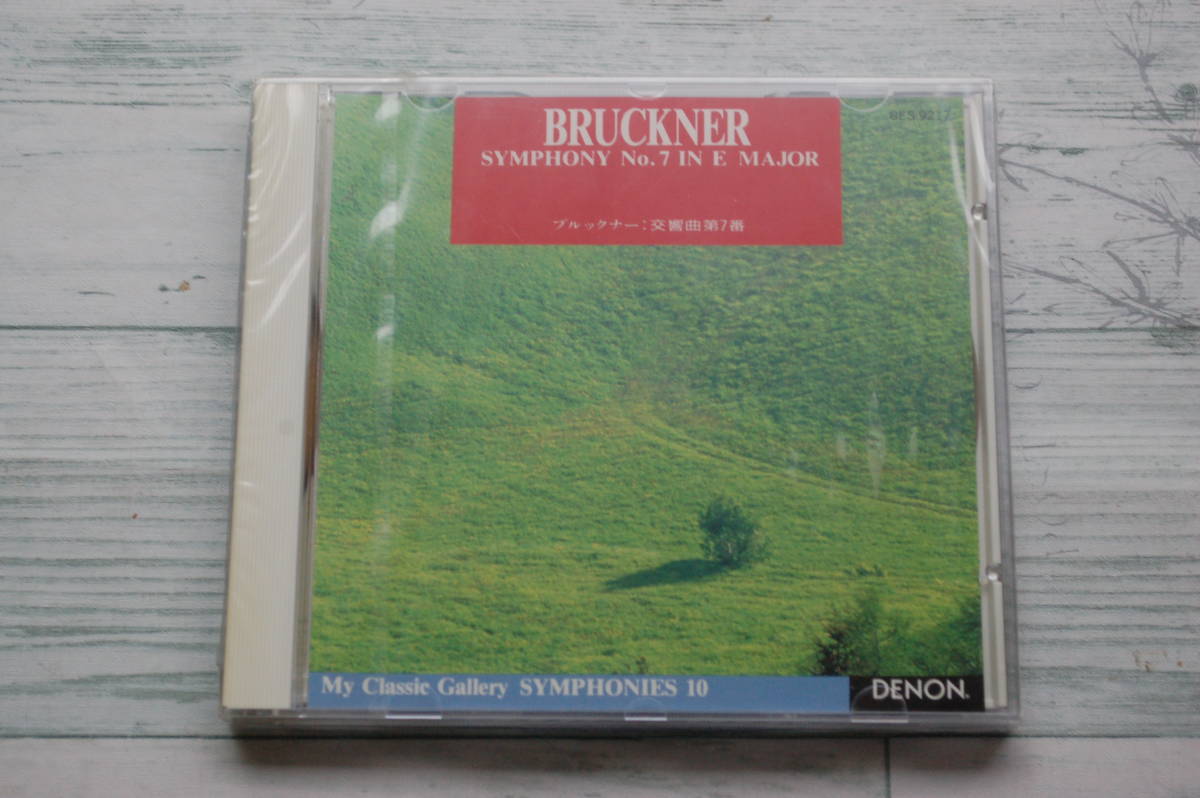 BRUCKNER
SYMPHONY No.7 IN E MAJOR
ブルックナー:交響曲第7番
My Classic Gallery SYMPHONIES 10
DENON®